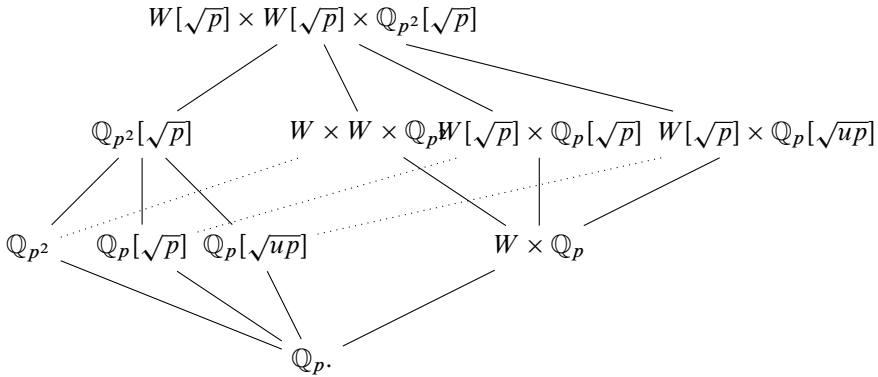 W[√p] × W[√p] × ℚ_{p²}[√p]
ℚ_{p²}[√p] W × W × ℚ_{p²} W[√p] × ℚ_p[√p] W[√p] × ℚ_p[√up]
ℚ_{p²} ℚ_p[√p] ℚ_p[√up] W × ℚ_p
ℚ_p.